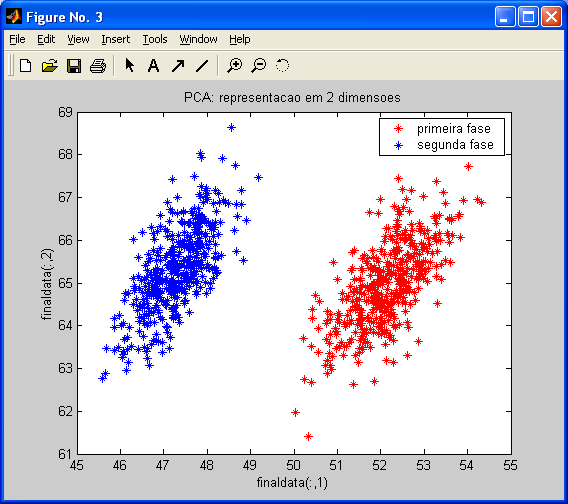 Figure No. 3
File Edit View Insert Tools Window Help
PCA: representacao em 2 dimensoes
primeira fase
segunda fase
finaldata(:,2)
69
68
67
66
65
64
63
62
61
45 46 47 48 49 50 51 52 53 54 55
finaldata(:,1)